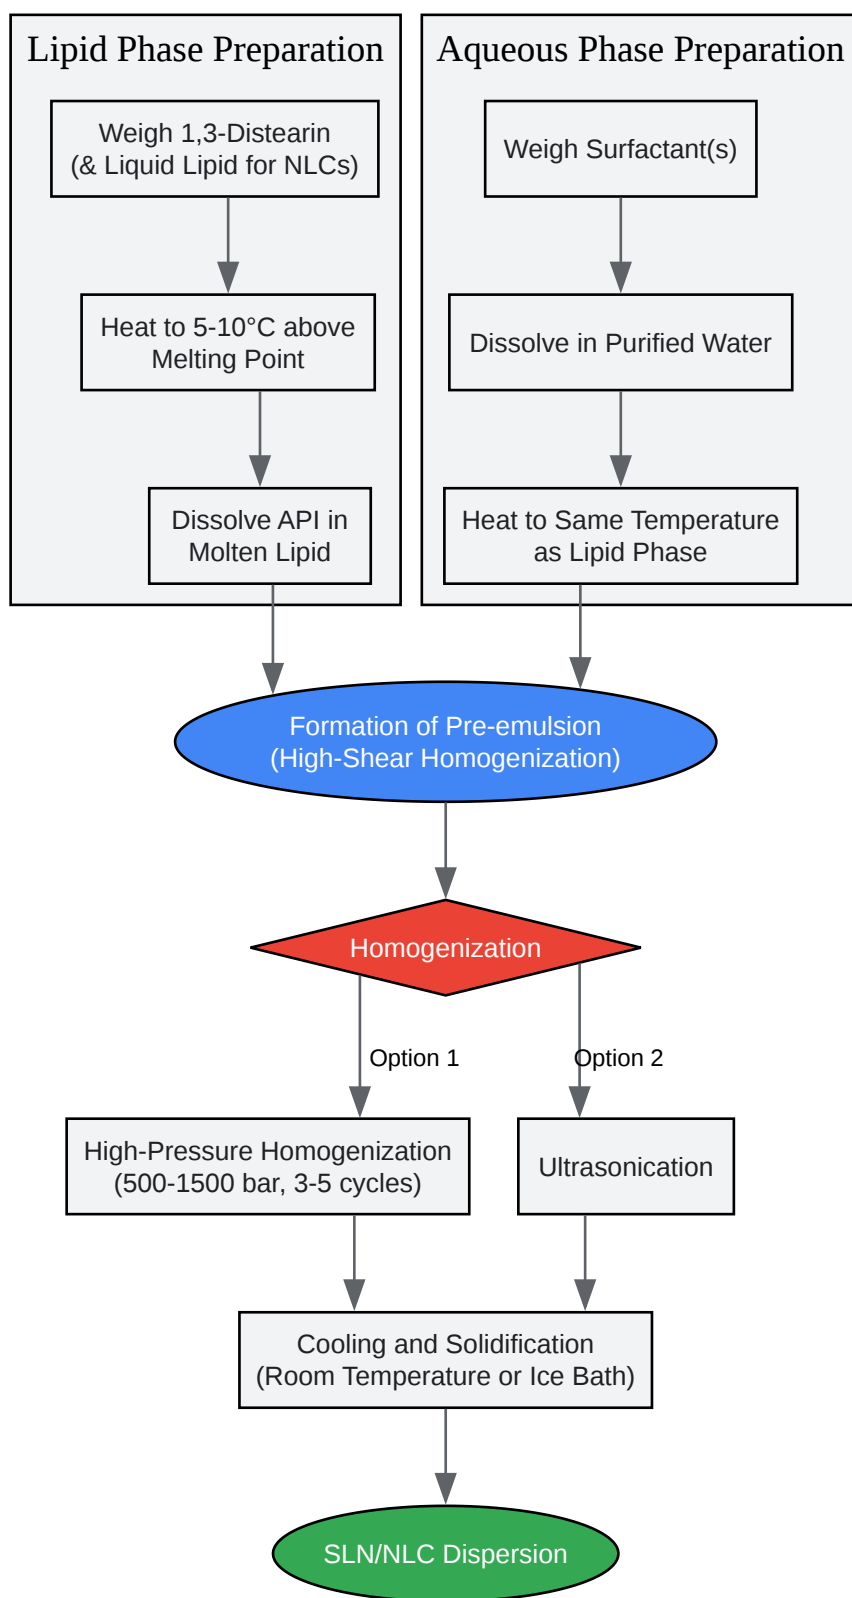 Lipid Phase Preparation
Weigh 1,3-Distearin
(& Liquid Lipid for NLCs)
Heat to 5-10°C above
Melting Point
Dissolve API in
Molten Lipid
Aqueous Phase Preparation
Weigh Surfactant(s)
Dissolve in Purified Water
Heat to Same Temperature
as Lipid Phase
Formation of Pre-emulsion
(High-Shear Homogenization)
Homogenization
Option 1
Option 2
High-Pressure Homogenization
(500-1500 bar, 3-5 cycles)
Ultrasonication
Cooling and Solidification
(Room Temperature or Ice Bath)
SLN/NLC Dispersion